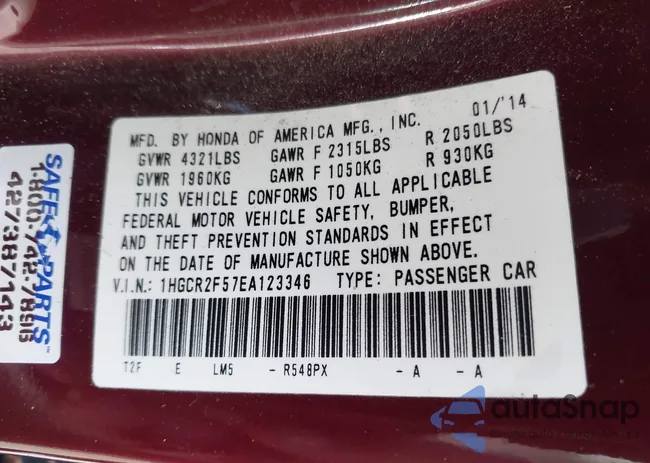 MFD. BY HONDA OF AMERICA MFG., INC. 01/'14
GVWR 4321LBS GAWR F 2315LBS R 2050LBS
GVWR 1960KG GAWR F 1050KG R 930KG
THIS VEHICLE CONFORMS TO ALL APPLICABLE
FEDERAL MOTOR VEHICLE SAFETY, BUMPER,
AND THEFT PREVENTION STANDARDS IN EFFECT
ON THE DATE OF MANUFACTURE SHOWN ABOVE.
V.I.N.: 1HGCR2F57EA123346 TYPE: PASSENGER CAR
T2F E LM5 - R548PX - A - A
SAFE PARTS™
427387143
autoSnap